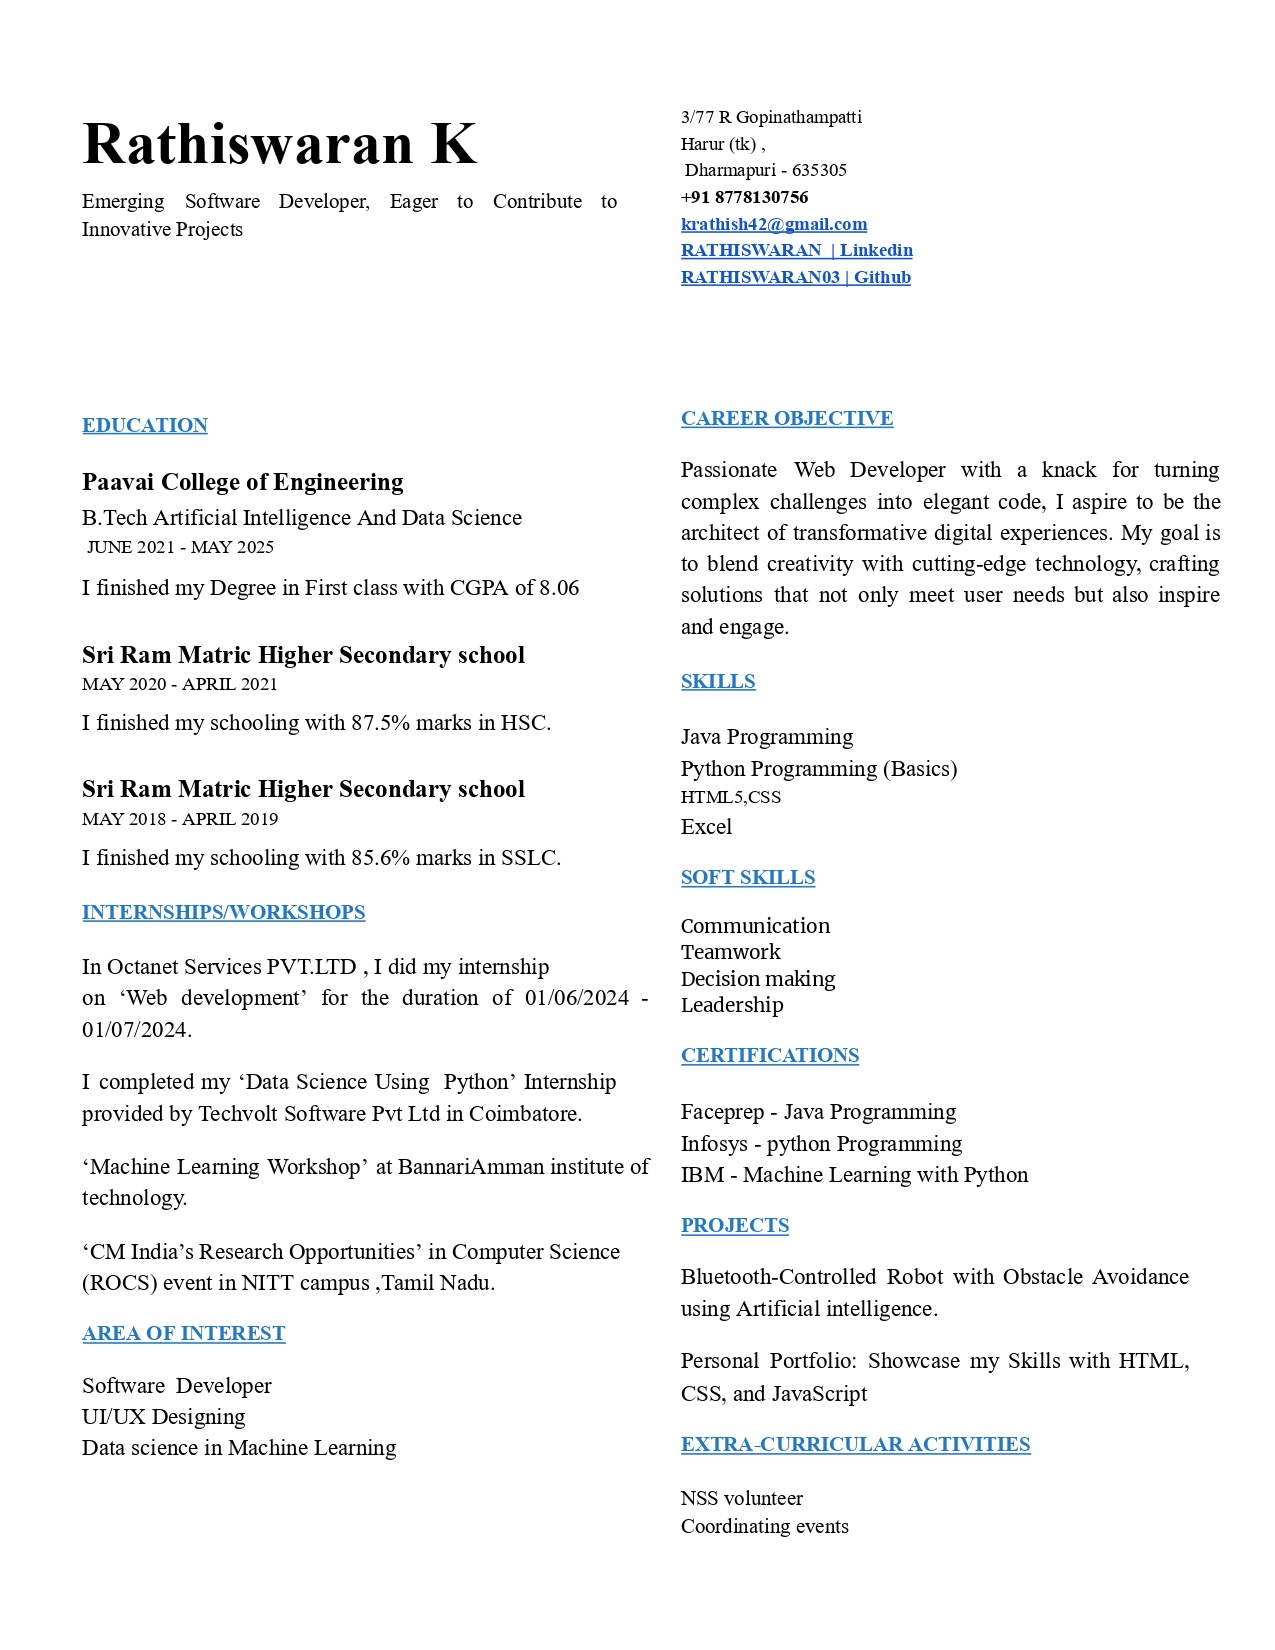 Rathiswaran K
Emerging Software Developer, Eager to Contribute to
Innovative Projects
3/77 R Gopinathampatti
Harur (tk) ,
Dharmapuri - 635305
+91 8778130756
krathish42@gmail.com
RATHISWARAN | Linkedin
RATHISWARAN03 | Github
EDUCATION
Paavai College of Engineering
B.Tech Artificial Intelligence And Data Science
JUNE 2021 - MAY 2025
I finished my Degree in First class with CGPA of 8.06
Sri Ram Matric Higher Secondary school
MAY 2020 - APRIL 2021
I finished my schooling with 87.5% marks in HSC.
Sri Ram Matric Higher Secondary school
MAY 2018 - APRIL 2019
I finished my schooling with 85.6% marks in SSLC.
INTERNSHIPS/WORKSHOPS
In Octanet Services PVT.LTD , I did my internship
on ‘Web development’ for the duration of 01/06/2024 -
01/07/2024.
I completed my ‘Data Science Using Python’ Internship
provided by Techvolt Software Pvt Ltd in Coimbatore.
‘Machine Learning Workshop’ at BannariAmman institute of
technology.
‘CM India’s Research Opportunities’ in Computer Science
(ROCS) event in NITT campus ,Tamil Nadu.
AREA OF INTEREST
Software Developer
UI/UX Designing
Data science in Machine Learning
CAREER OBJECTIVE
Passionate Web Developer with a knack for turning
complex challenges into elegant code, I aspire to be the
architect of transformative digital experiences. My goal is
to blend creativity with cutting-edge technology, crafting
solutions that not only meet user needs but also inspire
and engage.
SKILLS
Java Programming
Python Programming (Basics)
HTML5,CSS
Excel
SOFT SKILLS
Communication
Teamwork
Decision making
Leadership
CERTIFICATIONS
Faceprep - Java Programming
Infosys - python Programming
IBM - Machine Learning with Python
PROJECTS
Bluetooth-Controlled Robot with Obstacle Avoidance
using Artificial intelligence.
Personal Portfolio: Showcase my Skills with HTML,
CSS, and JavaScript
EXTRA-CURRICULAR ACTIVITIES
NSS volunteer
Coordinating events